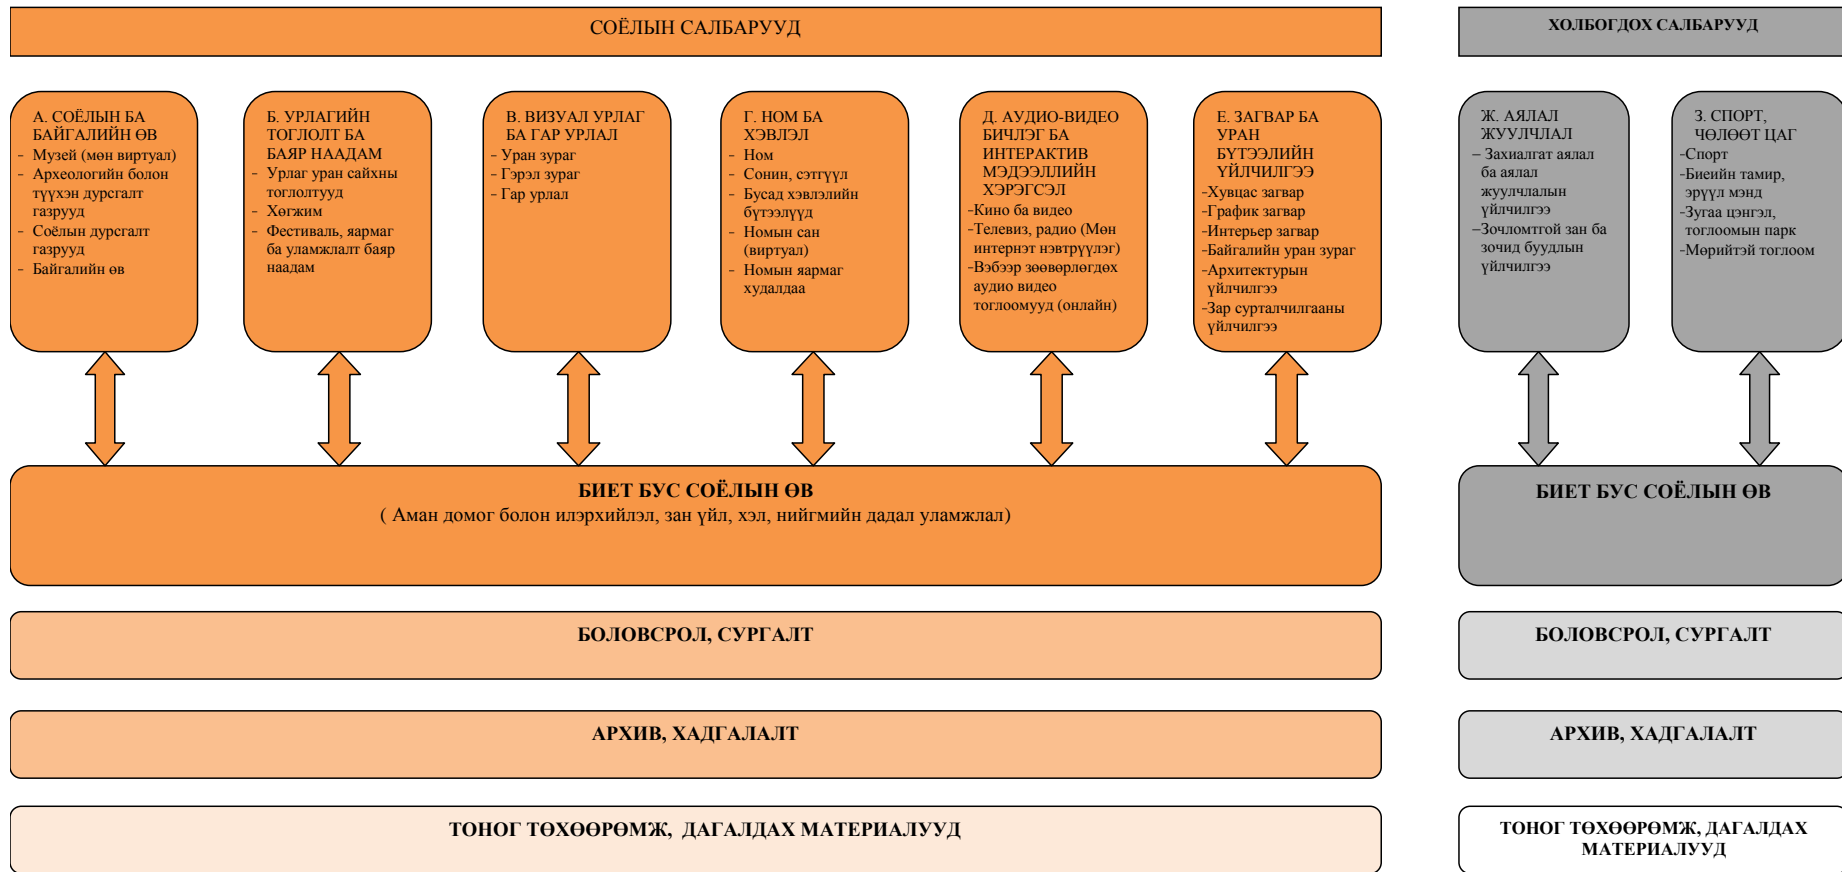 СОЁЛЫН САЛБАРУУД
ХОЛБОГДОХ САЛБАРУУД
А. СОЁЛЫН БА
БАЙГАЛИЙН ӨВ
- Музей (мөн виртуал)
- Археологийн болон
түүхэн дурсгалт
газрууд
- Соёлын дурсгалт
газрууд
- Байгалийн өв
Б. УРЛАГИЙН
ТОГЛОЛТ БА
БАЯР НААДАМ
- Урлаг уран сайхны
тоглолтууд
- Хөгжим
- Фестиваль, яармаг
ба уламжлалт баяр
наадам
В. ВИЗУАЛ УРЛАГ
БА ГАР УРЛАЛ
- Уран зураг
- Гэрэл зураг
- Гар урлал
Г. НОМ БА
ХЭВЛЭЛ
- Ном
- Сонин, сэтгүүл
- Бусад хэвлэлийн
бүтээлүүд
- Номын сан
(виртуал)
- Номын яармаг
худалдаа
Д. АУДИО-ВИДЕО
БИЧЛЭГ БА
ИНТЕРАКТИВ
МЭДЭЭЛЛИЙН
ХЭРЭГСЭЛ
-Кино ба видео
-Телевиз, радио (Мөн
интернэт нэвтрүүлэг)
-Вэбээр зөөвөрлөгдөх
аудио видео
тоглоомууд (онлайн)
Е. ЗАГВАР БА
УРАН
БҮТЭЭЛИЙН
ҮЙЛЧИЛГЭЭ
-Хувцас загвар
-График загвар
-Интерьер загвар
-Байгалийн уран зураг
-Архитектурын
үйлчилгээ
-Зар сурталчилгааны
үйлчилгээ
Ж. АЯЛАЛ
ЖУУЛЧЛАЛ
– Захиалгат аялал
ба аялал
жуулчлалын
үйлчилгээ
–Зочломтгой зан ба
зочид буудлын
үйлчилгээ
З. СПОРТ,
ЧӨЛӨӨТ ЦАГ
-Спорт
-Биеийн тамир,
эрүүл мэнд
-Зугаа цэнгэл,
тоглоомын парк
-Мөрийтэй тоглоом
БИЕТ БУС СОЁЛЫН ӨВ
( Аман домог болон илэрхийлэл, зан үйл, хэл, нийгмийн дадал уламжлал)
БИЕТ БУС СОЁЛЫН ӨВ
БОЛОВСРОЛ, СУРГАЛТ
БОЛОВСРОЛ, СУРГАЛТ
АРХИВ, ХАДГАЛАЛТ
АРХИВ, ХАДГАЛАЛТ
ТОНОГ ТӨХӨӨРӨМЖ, ДАГАЛДАХ МАТЕРИАЛУУД
ТОНОГ ТӨХӨӨРӨМЖ, ДАГАЛДАХ
МАТЕРИАЛУУД